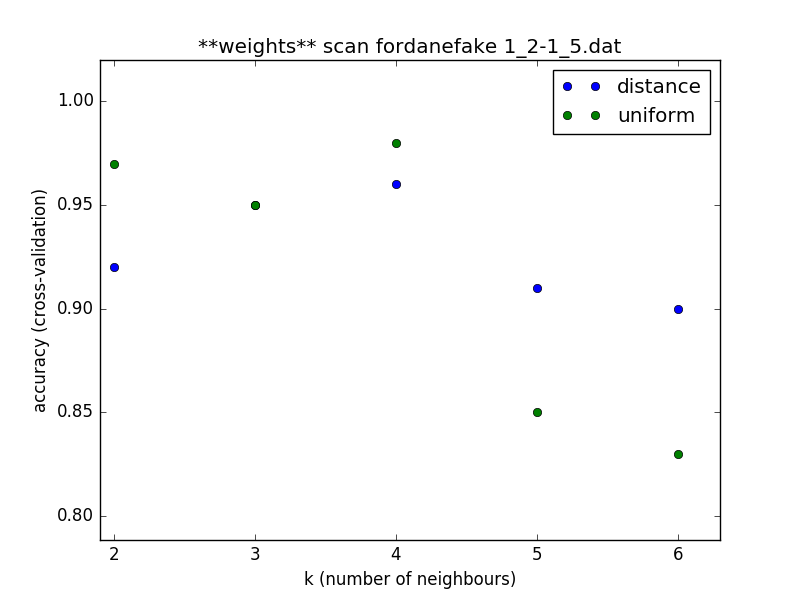 **weights** scan fordanefake 1_2-1_5.dat
distance
uniform
1.00
0.95
0.90
0.85
0.80
accuracy (cross-validation)
2 3 4 5 6
k (number of neighbours)